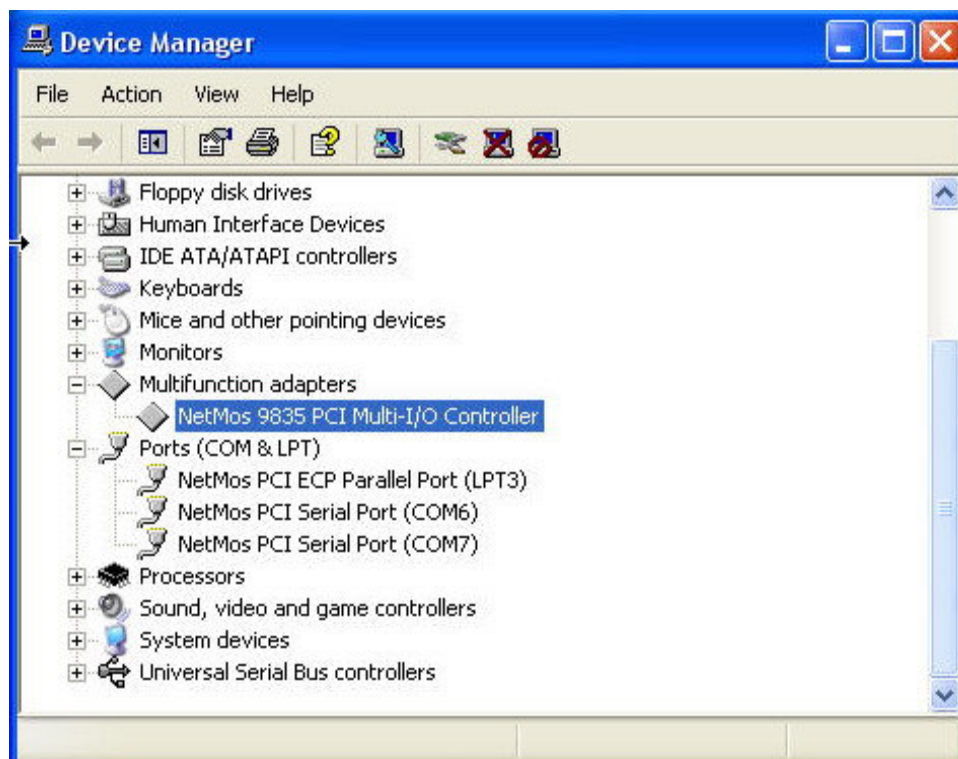 Device Manager
File Action View Help
Floppy disk drives
Human Interface Devices
IDE ATA/ATAPI controllers
Keyboards
Mice and other pointing devices
Monitors
Multifunction adapters
NetMos 9835 PCI Multi-I/O Controller
Ports (COM & LPT)
NetMos PCI ECP Parallel Port (LPT3)
NetMos PCI Serial Port (COM6)
NetMos PCI Serial Port (COM7)
Processors
Sound, video and game controllers
System devices
Universal Serial Bus controllers